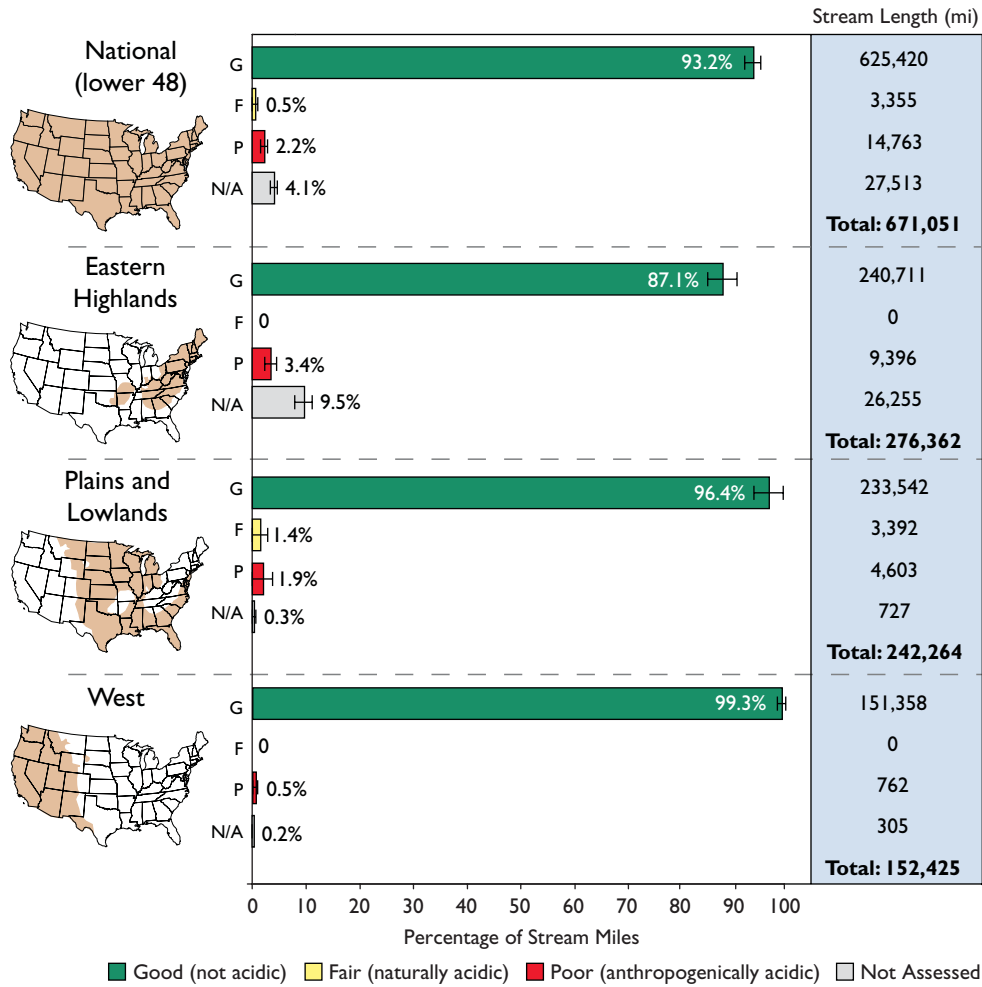 Stream Length (mi)
National
(lower 48)
G 93.2% 625,420
F 0.5% 3,355
P 2.2% 14,763
N/A 4.1% 27,513
Total: 671,051
Eastern
Highlands
G 87.1% 240,711
F 0 0
P 3.4% 9,396
N/A 9.5% 26,255
Total: 276,362
Plains and
Lowlands
G 96.4% 233,542
F 1.4% 3,392
P 1.9% 4,603
N/A 0.3% 727
Total: 242,264
West
G 99.3% 151,358
F 0 0
P 0.5% 762
N/A 0.2% 305
Total: 152,425
0 10 20 30 40 50 60 70 80 90 100
Percentage of Stream Miles
Good (not acidic) Fair (naturally acidic) Poor (anthropogenically acidic) Not Assessed